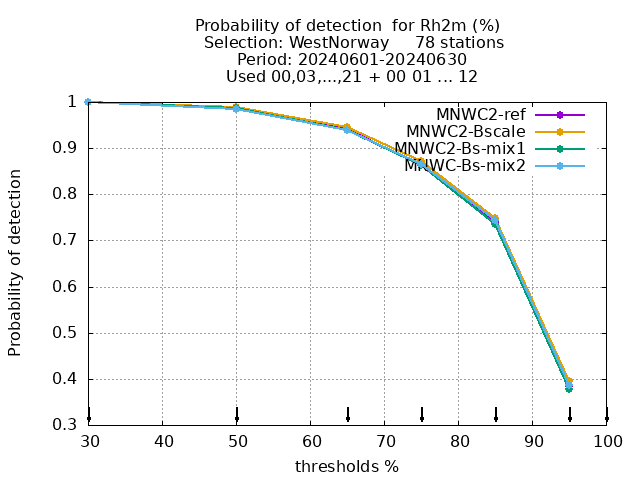 Probability of detection  for Rh2m (%)
Selection: WestNorway     78 stations
Period: 20240601-20240630
Used 00,03,...,21 + 00 01 ... 12
MNWC2-ref
MNWC2-Bscale
MNWC2-Bs-mix1
MNWC-Bs-mix2
Probability of detection
1
0.9
0.8
0.7
0.6
0.5
0.4
0.3
30 40 50 60 70 80 90 100
thresholds %